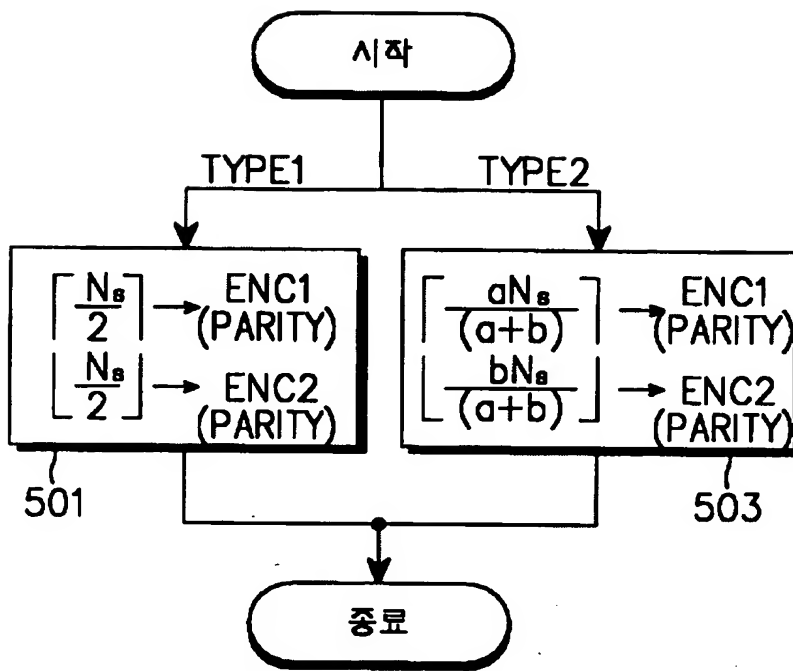 시작
TYPE1
TYPE2
⌈Ns/2⌉ → ENC1
(PARITY)
⌊Ns/2⌋ → ENC2
(PARITY)
501
⌈aNs/(a+b)⌉ → ENC1
(PARITY)
⌊bNs/(a+b)⌋ → ENC2
(PARITY)
503
종료